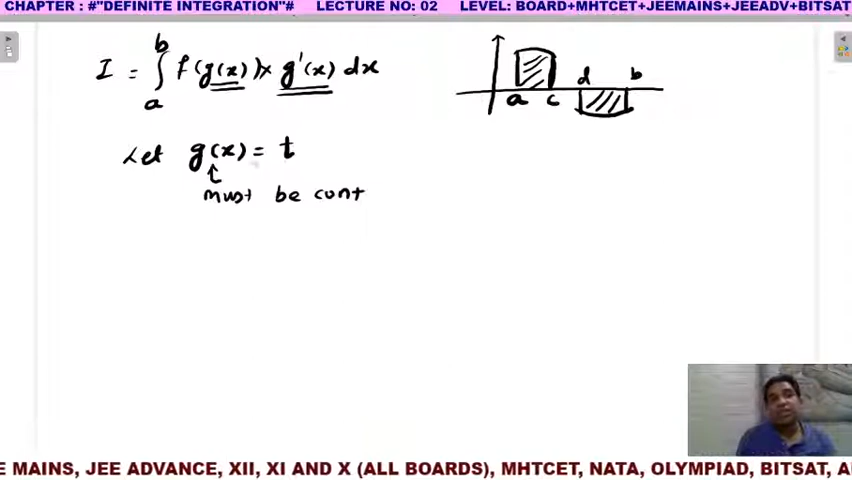 CHAPTER : #"DEFINITE INTEGRATION"# LECTURE NO: 02 LEVEL: BOARD+MHTCET+JEEMAINS+JEEADV+BITSAT
I = ∫ₐᵇ f(g(x)) × g'(x) dx
a c d b
Let g(x) = t
↑
must be cont
E MAINS, JEE ADVANCE, XII, XI AND X (ALL BOARDS), MHTCET, NATA, OLYMPIAD, BITSAT, A